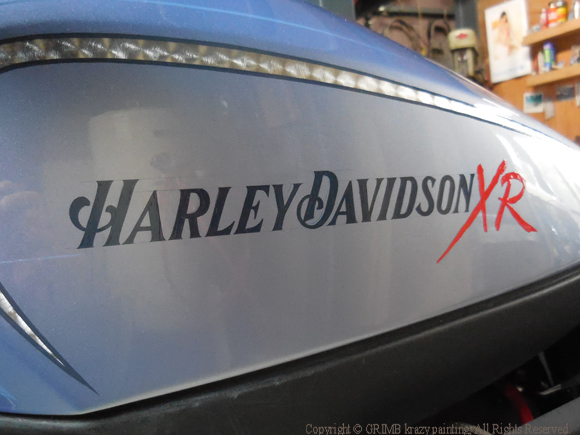 HARLEY DAVIDSON XR
Copyright © GRIMB krazy painting All Rights Reserved